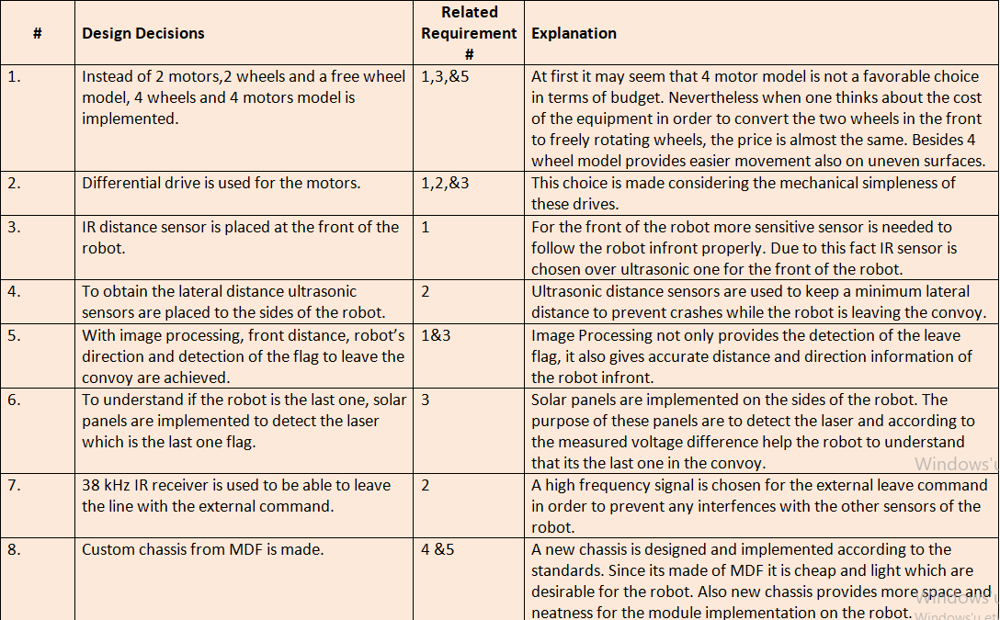 #
Design Decisions
Related
Requirement
#
Explanation
1.
Instead of 2 motors,2 wheels and a free wheel
model, 4 wheels and 4 motors model is
implemented.
1,3,&5
At first it may seem that 4 motor model is not a favorable choice
in terms of budget. Nevertheless when one thinks about the cost
of the equipment in order to convert the two wheels in the front
to freely rotating wheels, the price is almost the same. Besides 4
wheel model provides easier movement also on uneven surfaces.
2.
Differential drive is used for the motors.
1,2,&3
This choice is made considering the mechanical simpleness of
these drives.
3.
IR distance sensor is placed at the front of the
robot.
1
For the front of the robot more sensitive sensor is needed to
follow the robot infront properly. Due to this fact IR sensor is
chosen over ultrasonic one for the front of the robot.
4.
To obtain the lateral distance ultrasonic
sensors are placed to the sides of the robot.
2
Ultrasonic distance sensors are used to keep a minimum lateral
distance to prevent crashes while the robot is leaving the convoy.
5.
With image processing, front distance, robot's
direction and detection of the flag to leave the
convoy are achieved.
1&3
Image Processing not only provides the detection of the leave
flag, it also gives accurate distance and direction information of
the robot infront.
6.
To understand if the robot is the last one, solar
panels are implemented to detect the laser
which is the last one flag.
3
Solar panels are implemented on the sides of the robot. The
purpose of these panels are to detect the laser and according to
the measured voltage difference help the robot to understand
that its the last one in the convoy.
Windows'u
7.
38 kHz IR receiver is used to be able to leave
the line with the external command.
2
A high frequency signal is chosen for the external leave command
in order to prevent any interfences with the other sensors of the
robot.
8.
Custom chassis from MDF is made.
4 &5
A new chassis is designed and implemented according to the
standards. Since its made of MDF it is cheap and light which are
desirable for the robot. Also new chassis provides more space and
neatness for the module implementation on the robot.
Windows'u
Windows'u et